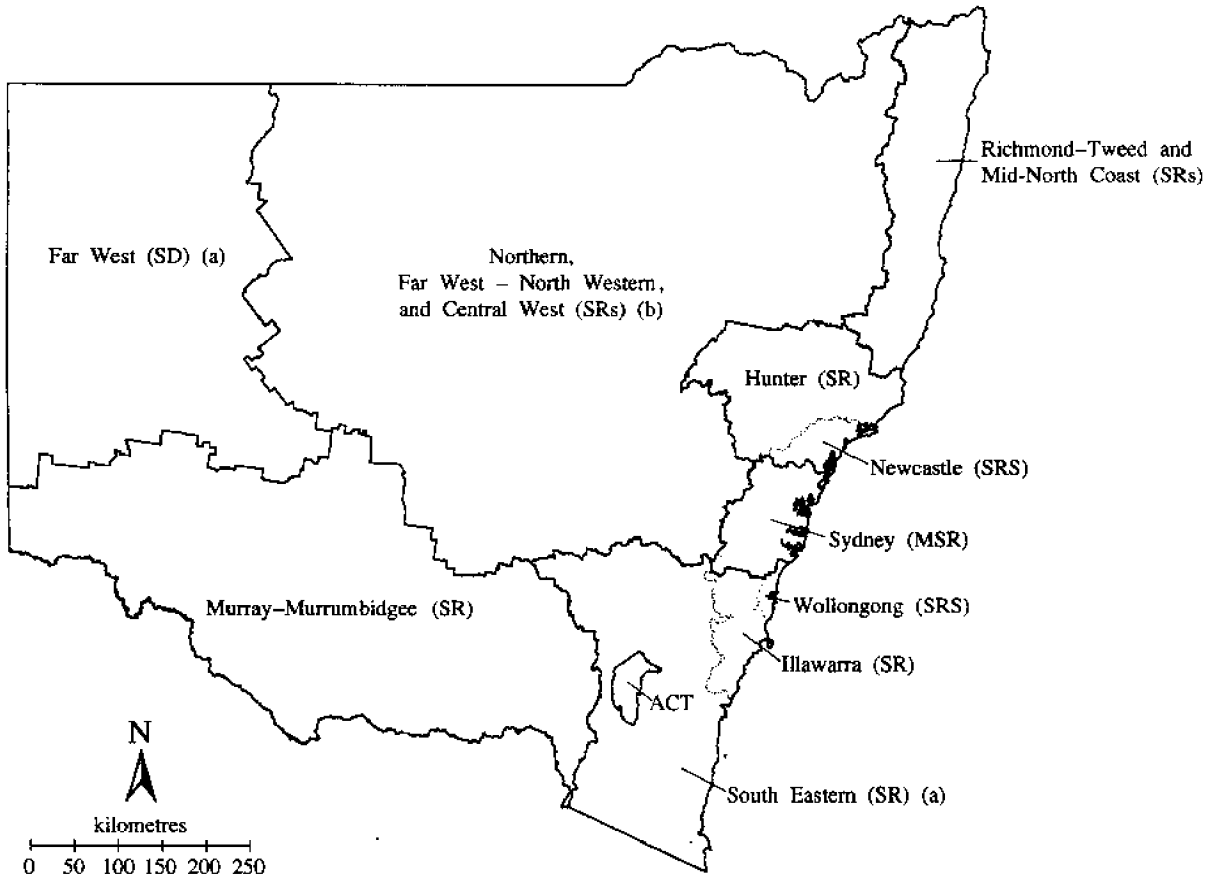 Richmond–Tweed and
Mid-North Coast (SRs)
Far West (SD) (a)
Northern,
Far West – North Western,
and Central West (SRs) (b)
Hunter (SR)
Newcastle (SRS)
Sydney (MSR)
Wollongong (SRS)
Murray–Murrumbidgee (SR)
Illawarra (SR)
ACT
N
South Eastern (SR) (a)
kilometres
0 50 100 150 200 250